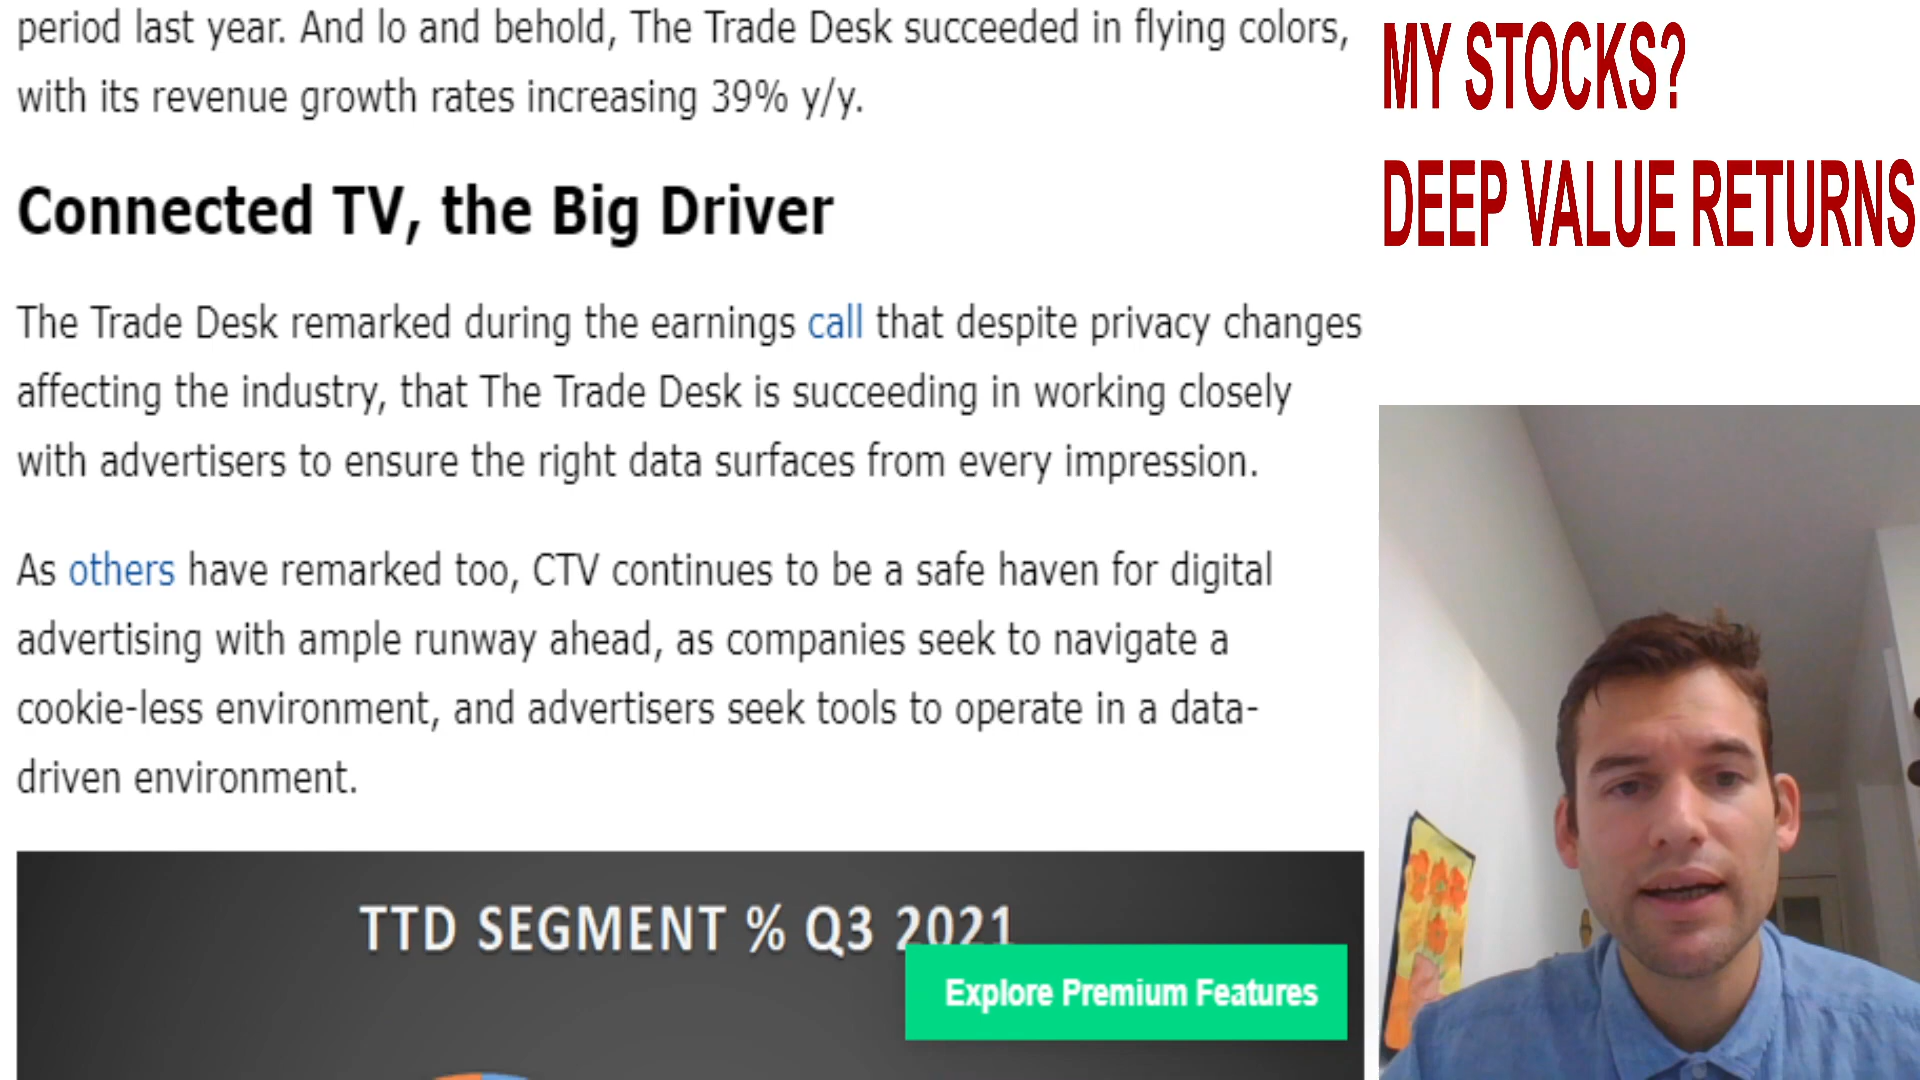 period last year. And lo and behold, The Trade Desk succeeded in flying colors,
with its revenue growth rates increasing 39% y/y.
Connected TV, the Big Driver
The Trade Desk remarked during the earnings call that despite privacy changes
affecting the industry, that The Trade Desk is succeeding in working closely
with advertisers to ensure the right data surfaces from every impression.
As others have remarked too, CTV continues to be a safe haven for digital
advertising with ample runway ahead, as companies seek to navigate a
cookie-less environment, and advertisers seek tools to operate in a data-
driven environment.
TTD SEGMENT % Q3 2021
Explore Premium Features
MY STOCKS?
DEEP VALUE RETURNS